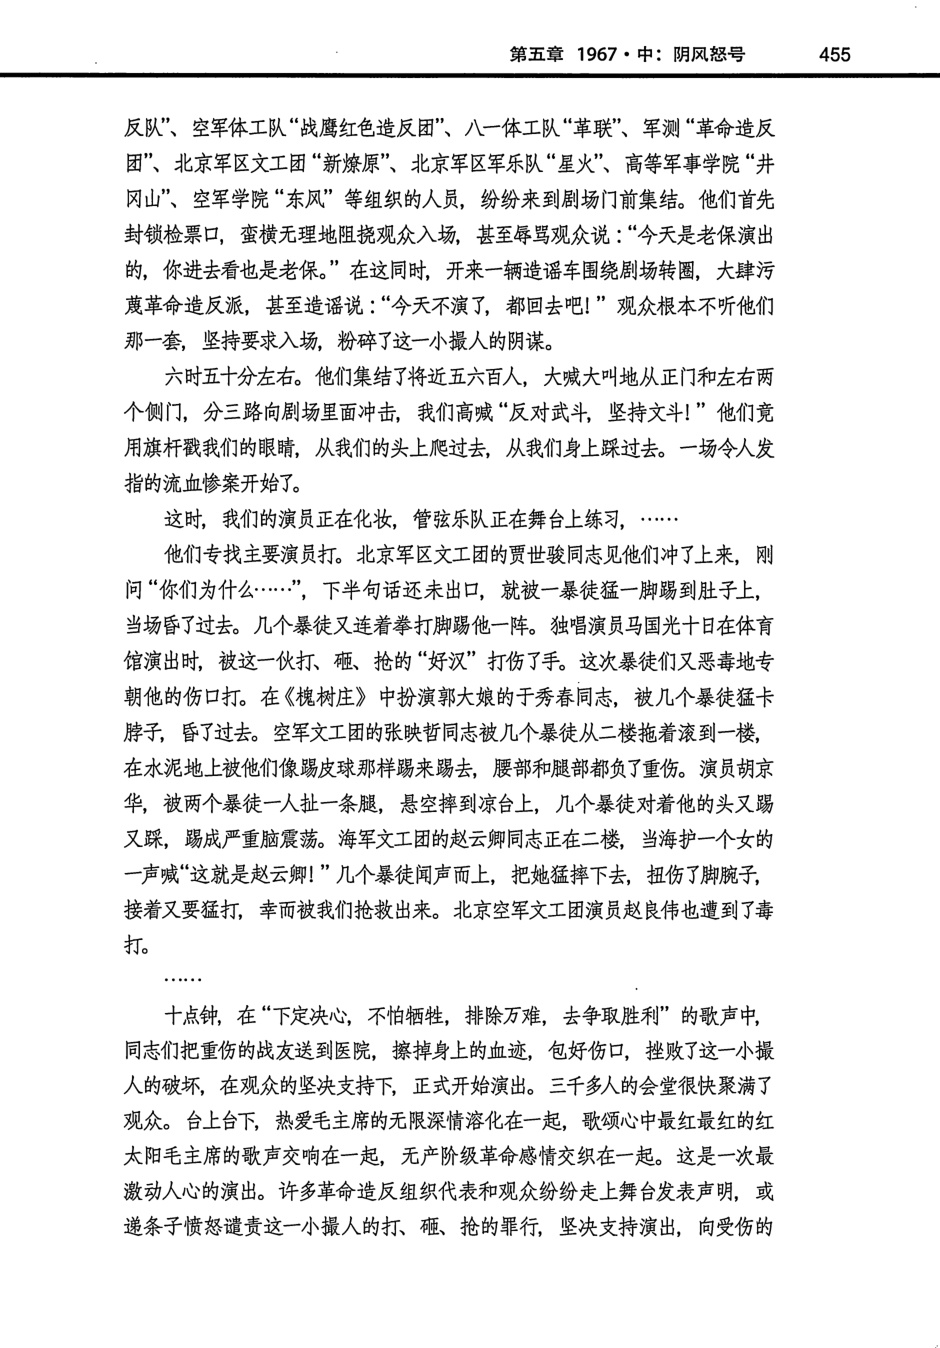 第五章 1967·中：阴风怒号 455
反队”、空军体工队“战鹰红色造反团”、八一体工队“革联”、军测“革命造反
团”、北京军区文工团“新燎原”、北京军区军乐队“星火”、高等军事学院“井
冈山”、空军学院“东风”等组织的人员，纷纷来到剧场门前集结。他们首先
封锁检票口，蛮横无理地阻挠观众入场，甚至辱骂观众说：“今天是老保演出
的，你进去看也是老保。”在这同时，开来一辆造谣车围绕剧场转圈，大肆污
蔑革命造反派，甚至造谣说：“今天不演了，都回去吧！”观众根本不听他们
那一套，坚持要求入场，粉碎了这一小撮人的阴谋。
六时五十分左右。他们集结了将近五六百人，大喊大叫地从正门和左右两
个侧门，分三路向剧场里面冲击，我们高喊“反对武斗，坚持文斗！”他们竟
用旗杆戳我们的眼睛，从我们的头上爬过去，从我们身上踩过去。一场令人发
指的流血惨案开始了。
这时，我们的演员正在化妆，管弦乐队正在舞台上练习，……
他们专找主要演员打。北京军区文工团的贾世骏同志见他们冲了上来，刚
问“你们为什么……”，下半句话还未出口，就被一暴徒猛一脚踢到肚子上，
当场昏了过去。几个暴徒又连着拳打脚踢他一阵。独唱演员马国光十日在体育
馆演出时，被这一伙打、砸、抢的“好汉”打伤了手。这次暴徒们又恶毒地专
朝他的伤口打。在《槐树庄》中扮演郭大娘的于秀春同志，被几个暴徒猛卡
脖子，昏了过去。空军文工团的张映哲同志被几个暴徒从二楼拖着滚到一楼，
在水泥地上被他们像踢皮球那样踢来踢去，腰部和腿部都负了重伤。演员胡京
华，被两个暴徒一人扯一条腿，悬空摔到凉台上，几个暴徒对着他的头又踢
又踩，踢成严重脑震荡。海军文工团的赵云卿同志正在二楼，当海护一个女的
一声喊“这就是赵云卿！”几个暴徒闻声而上，把她猛摔下去，扭伤了脚腕子，
接着又要猛打，幸而被我们抢救出来。北京空军文工团演员赵良伟也遭到了毒
打。
……
十点钟，在“下定决心，不怕牺牲，排除万难，去争取胜利”的歌声中，
同志们把重伤的战友送到医院，擦掉身上的血迹，包好伤口，挫败了这一小撮
人的破坏，在观众的坚决支持下，正式开始演出。三千多人的会堂很快聚满了
观众。台上台下，热爱毛主席的无限深情溶化在一起，歌颂心中最红最红的红
太阳毛主席的歌声交响在一起，无产阶级革命感情交织在一起。这是一次最
激动人心的演出。许多革命造反组织代表和观众纷纷走上舞台发表声明，或
递条子愤怒谴责这一小撮人的打、砸、抢的罪行，坚决支持演出，向受伤的